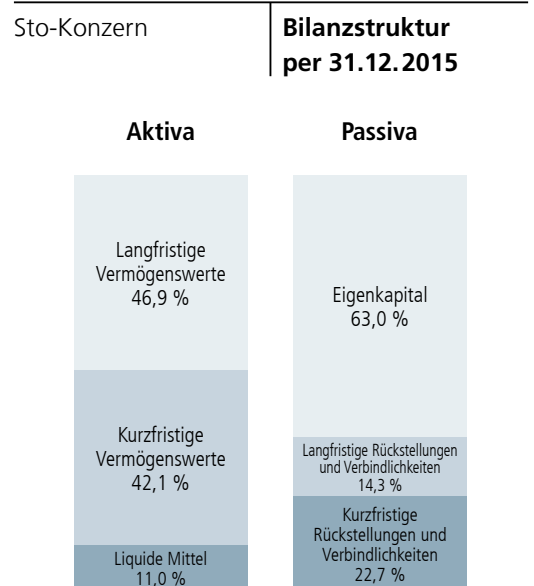 Sto-Konzern
Bilanzstruktur
per 31.12.2015
Aktiva
Passiva
Langfristige
Vermögenswerte
46,9 %
Kurzfristige
Vermögenswerte
42,1 %
Liquide Mittel
11,0 %
Eigenkapital
63,0 %
Langfristige Rückstellungen
und Verbindlichkeiten
14,3 %
Kurzfristige
Rückstellungen und
Verbindlichkeiten
22,7 %